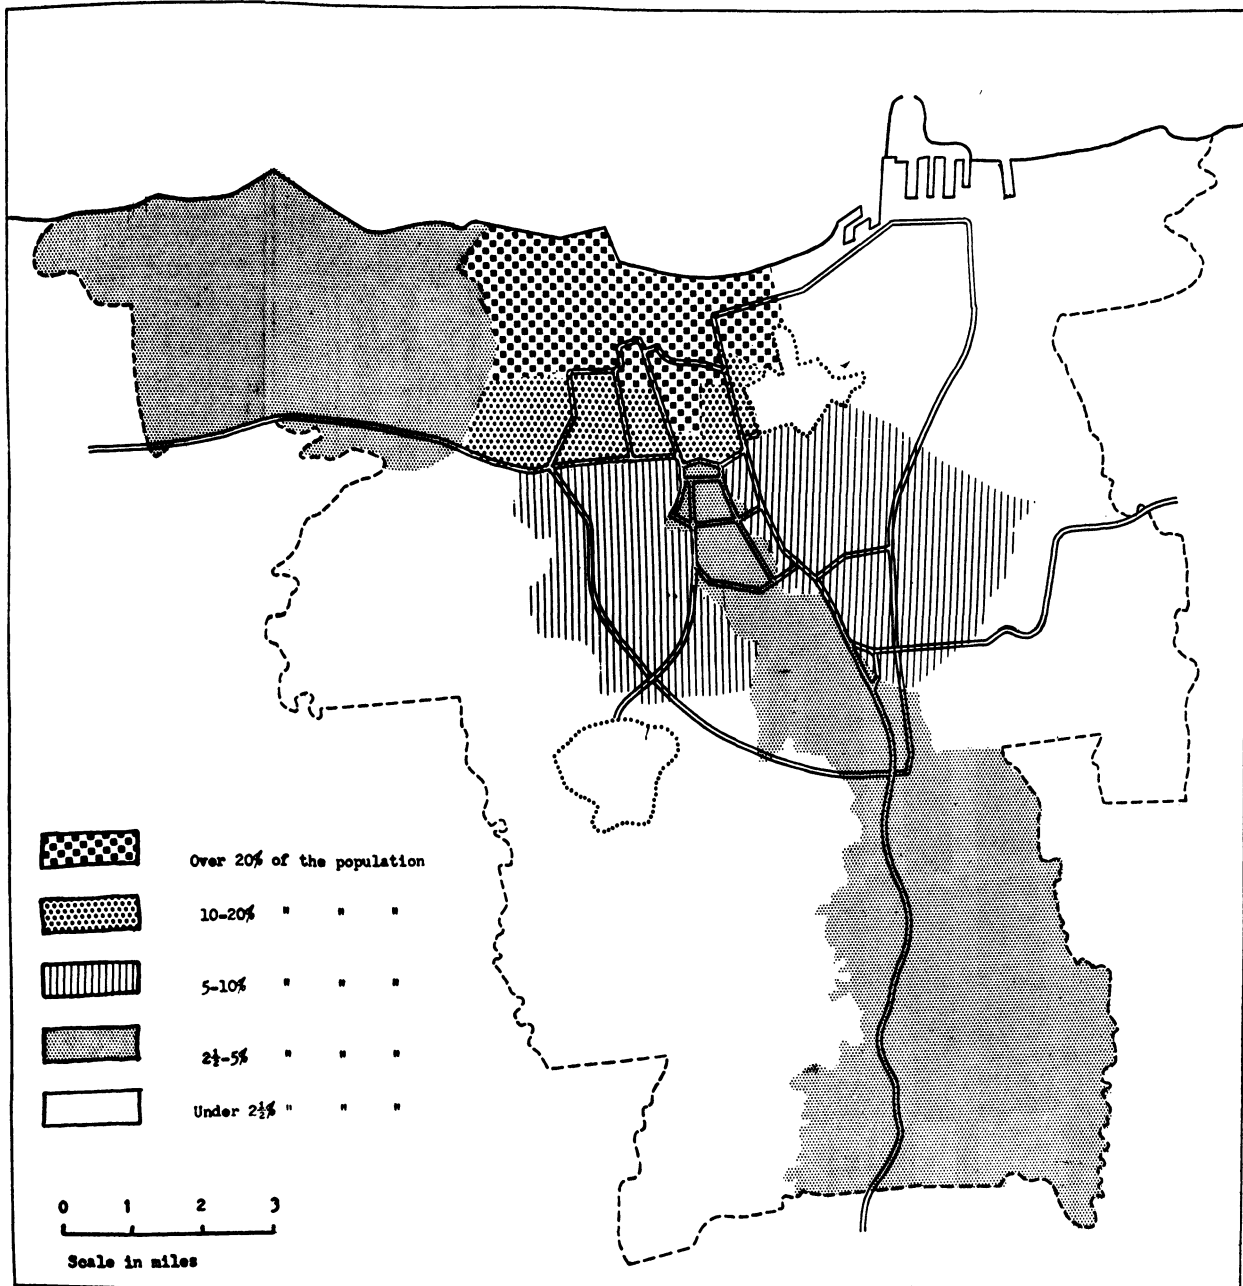 Over 20% of the population
10-20% " " "
5-10% " " "
2½-5% " " "
Under 2½% " " "
0 1 2 3
Scale in miles